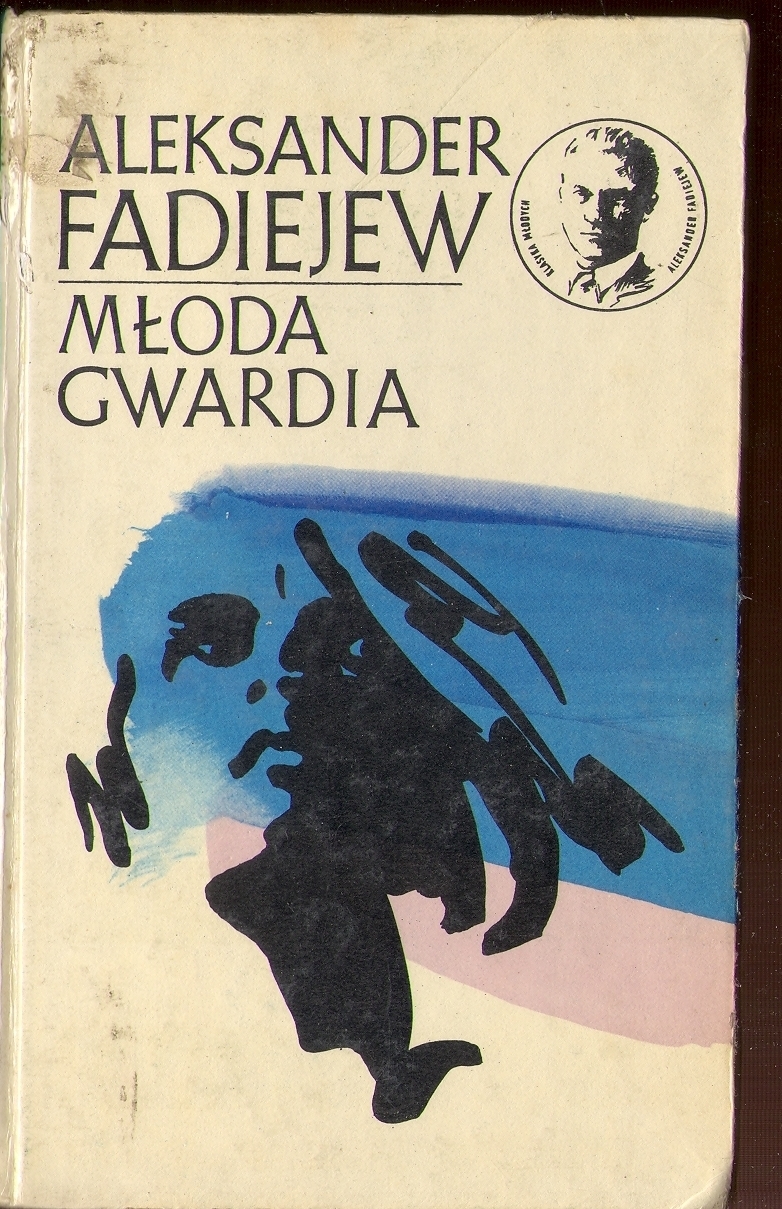 ALEKSANDER
FADIEJEW
MŁODA
GWARDIA
KLASYKA MŁODYCH
ALEKSANDER FADIEJEW